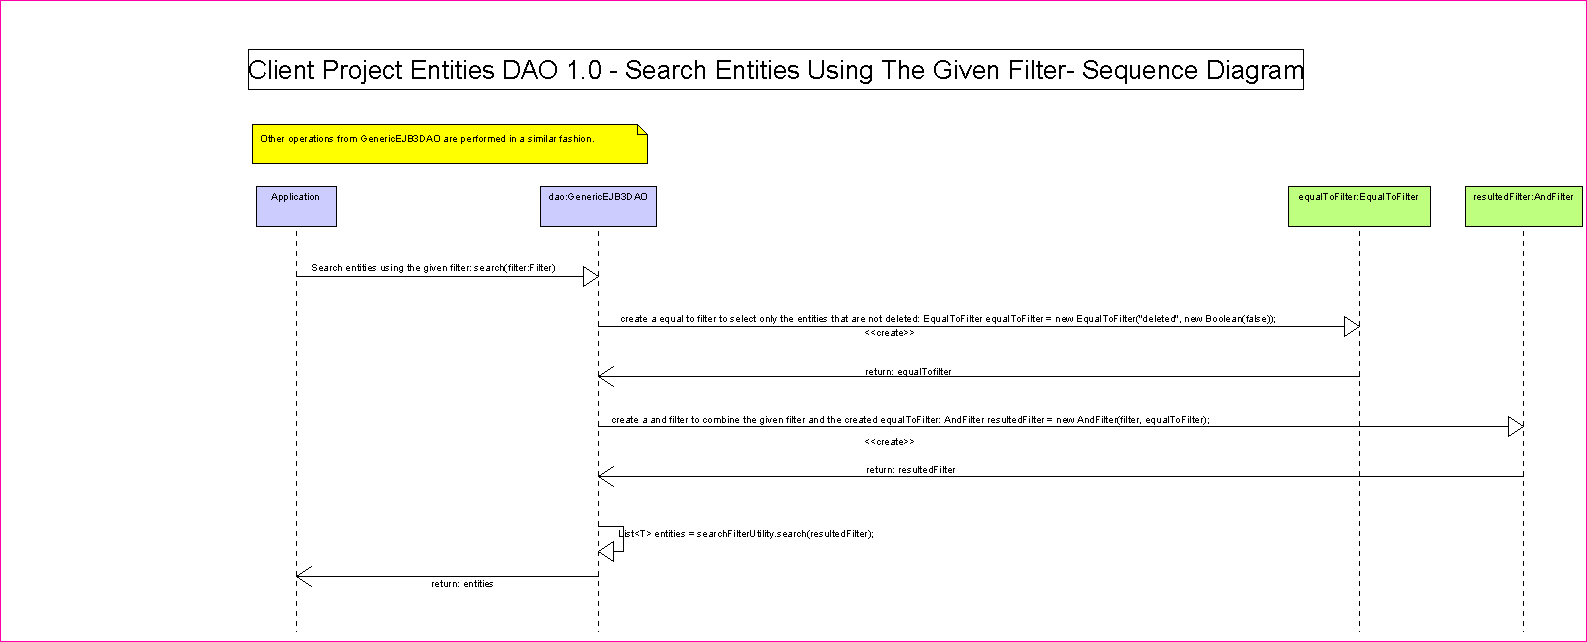 Client Project Entities DAO 1.0 - Search Entities Using The Given Filter- Sequence Diagram
Other operations from GenericEJB3DAO are performed in a similar fashion.
Application
dao:GenericEJB3DAO
equalToFilter:EqualToFilter
resultedFilter:AndFilter
Search entities using the given filter: search(filter:Filter)
create a equal to filter to select only the entities that are not deleted: EqualToFilter equalToFilter = new EqualToFilter("deleted", new Boolean(false));
<<create>>
return: equalTofilter
create a and filter to combine the given filter and the created equalToFilter: AndFilter resultedFilter = new AndFilter(filter, equalToFilter);
<<create>>
return: resultedFilter
List<T> entities = searchFilterUtility.search(resultedFilter);
return: entities